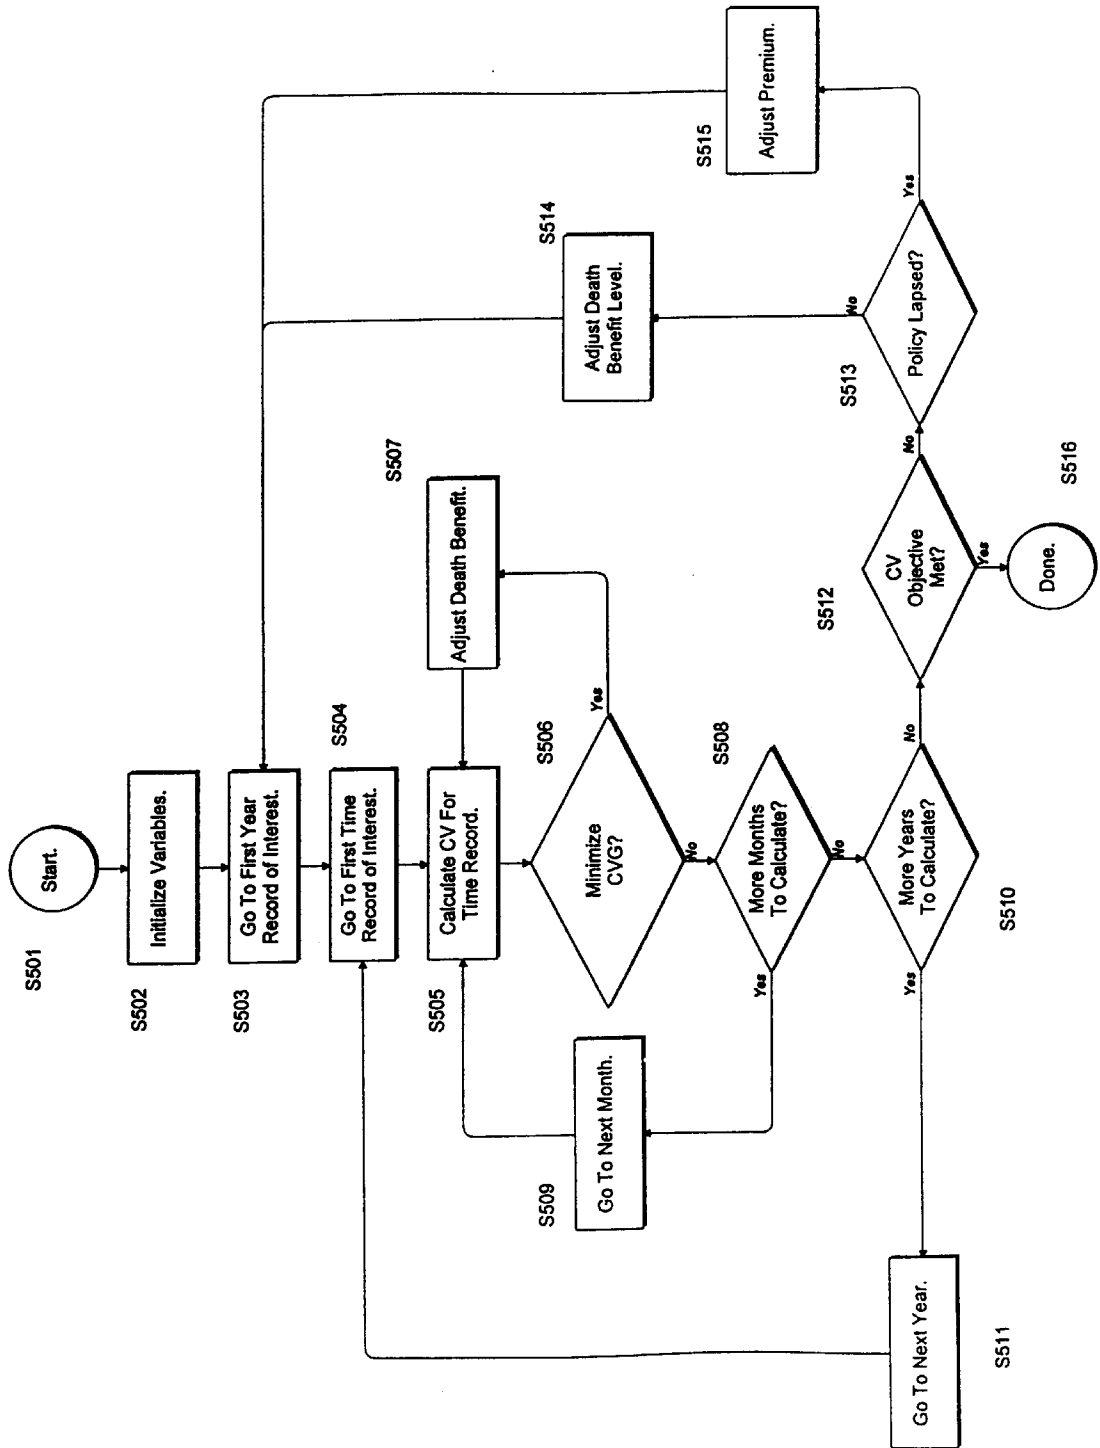 S501
Start.
S502
Initialize Variables.
S503
Go To First Year
Record of Interest.
S504
Go To First Time
Record of Interest.
S505
Calculate CV For
Time Record.
S507
Adjust Death Benefit.
S506
Minimize
CVG?
Yes
No
S508
More Months
To Calculate?
Yes
No
S509
Go To Next Month.
S510
More Years
To Calculate?
Yes
No
S511
Go To Next Year.
S512
CV
Objective
Met?
No
Yes
S516
Done.
S513
Policy Lapsed?
No
Yes
S514
Adjust Death
Benefit Level.
S515
Adjust Premium.